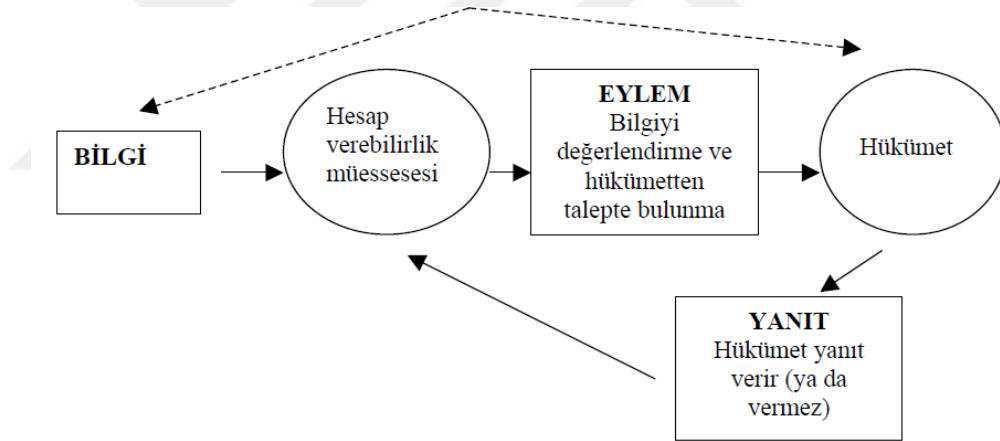 BİLGİ
Hesap
verebilirlik
müessesesi
EYLEM
Bilgiyi
değerlendirme ve
hükümetten
talepte bulunma
Hükümet
YANIT
Hükümet yanıt
verir (ya da
vermez)